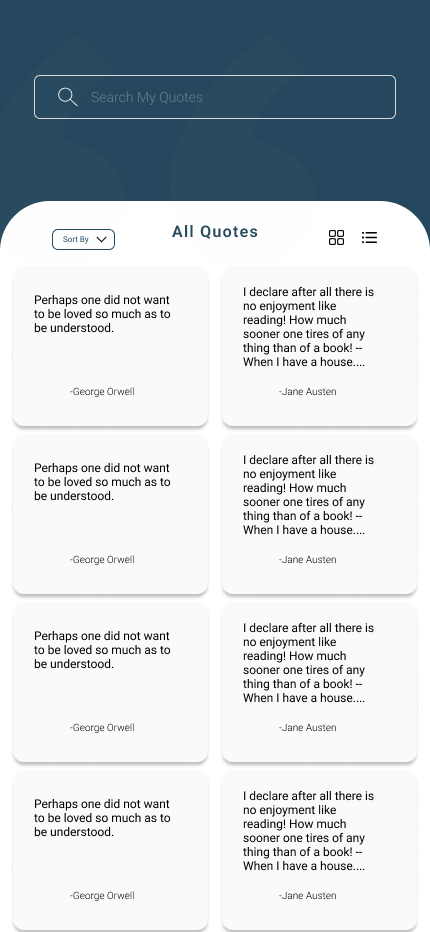 Search My Quotes
Sort By
All Quotes
Perhaps one did not want
to be loved so much as to
be understood.
-George Orwell
I declare after all there is
no enjoyment like
reading! How much
sooner one tires of any
thing than of a book! --
When I have a house....
-Jane Austen
Perhaps one did not want
to be loved so much as to
be understood.
-George Orwell
I declare after all there is
no enjoyment like
reading! How much
sooner one tires of any
thing than of a book! --
When I have a house....
-Jane Austen
Perhaps one did not want
to be loved so much as to
be understood.
-George Orwell
I declare after all there is
no enjoyment like
reading! How much
sooner one tires of any
thing than of a book! --
When I have a house....
-Jane Austen
Perhaps one did not want
to be loved so much as to
be understood.
-George Orwell
I declare after all there is
no enjoyment like
reading! How much
sooner one tires of any
thing than of a book! --
When I have a house....
-Jane Austen